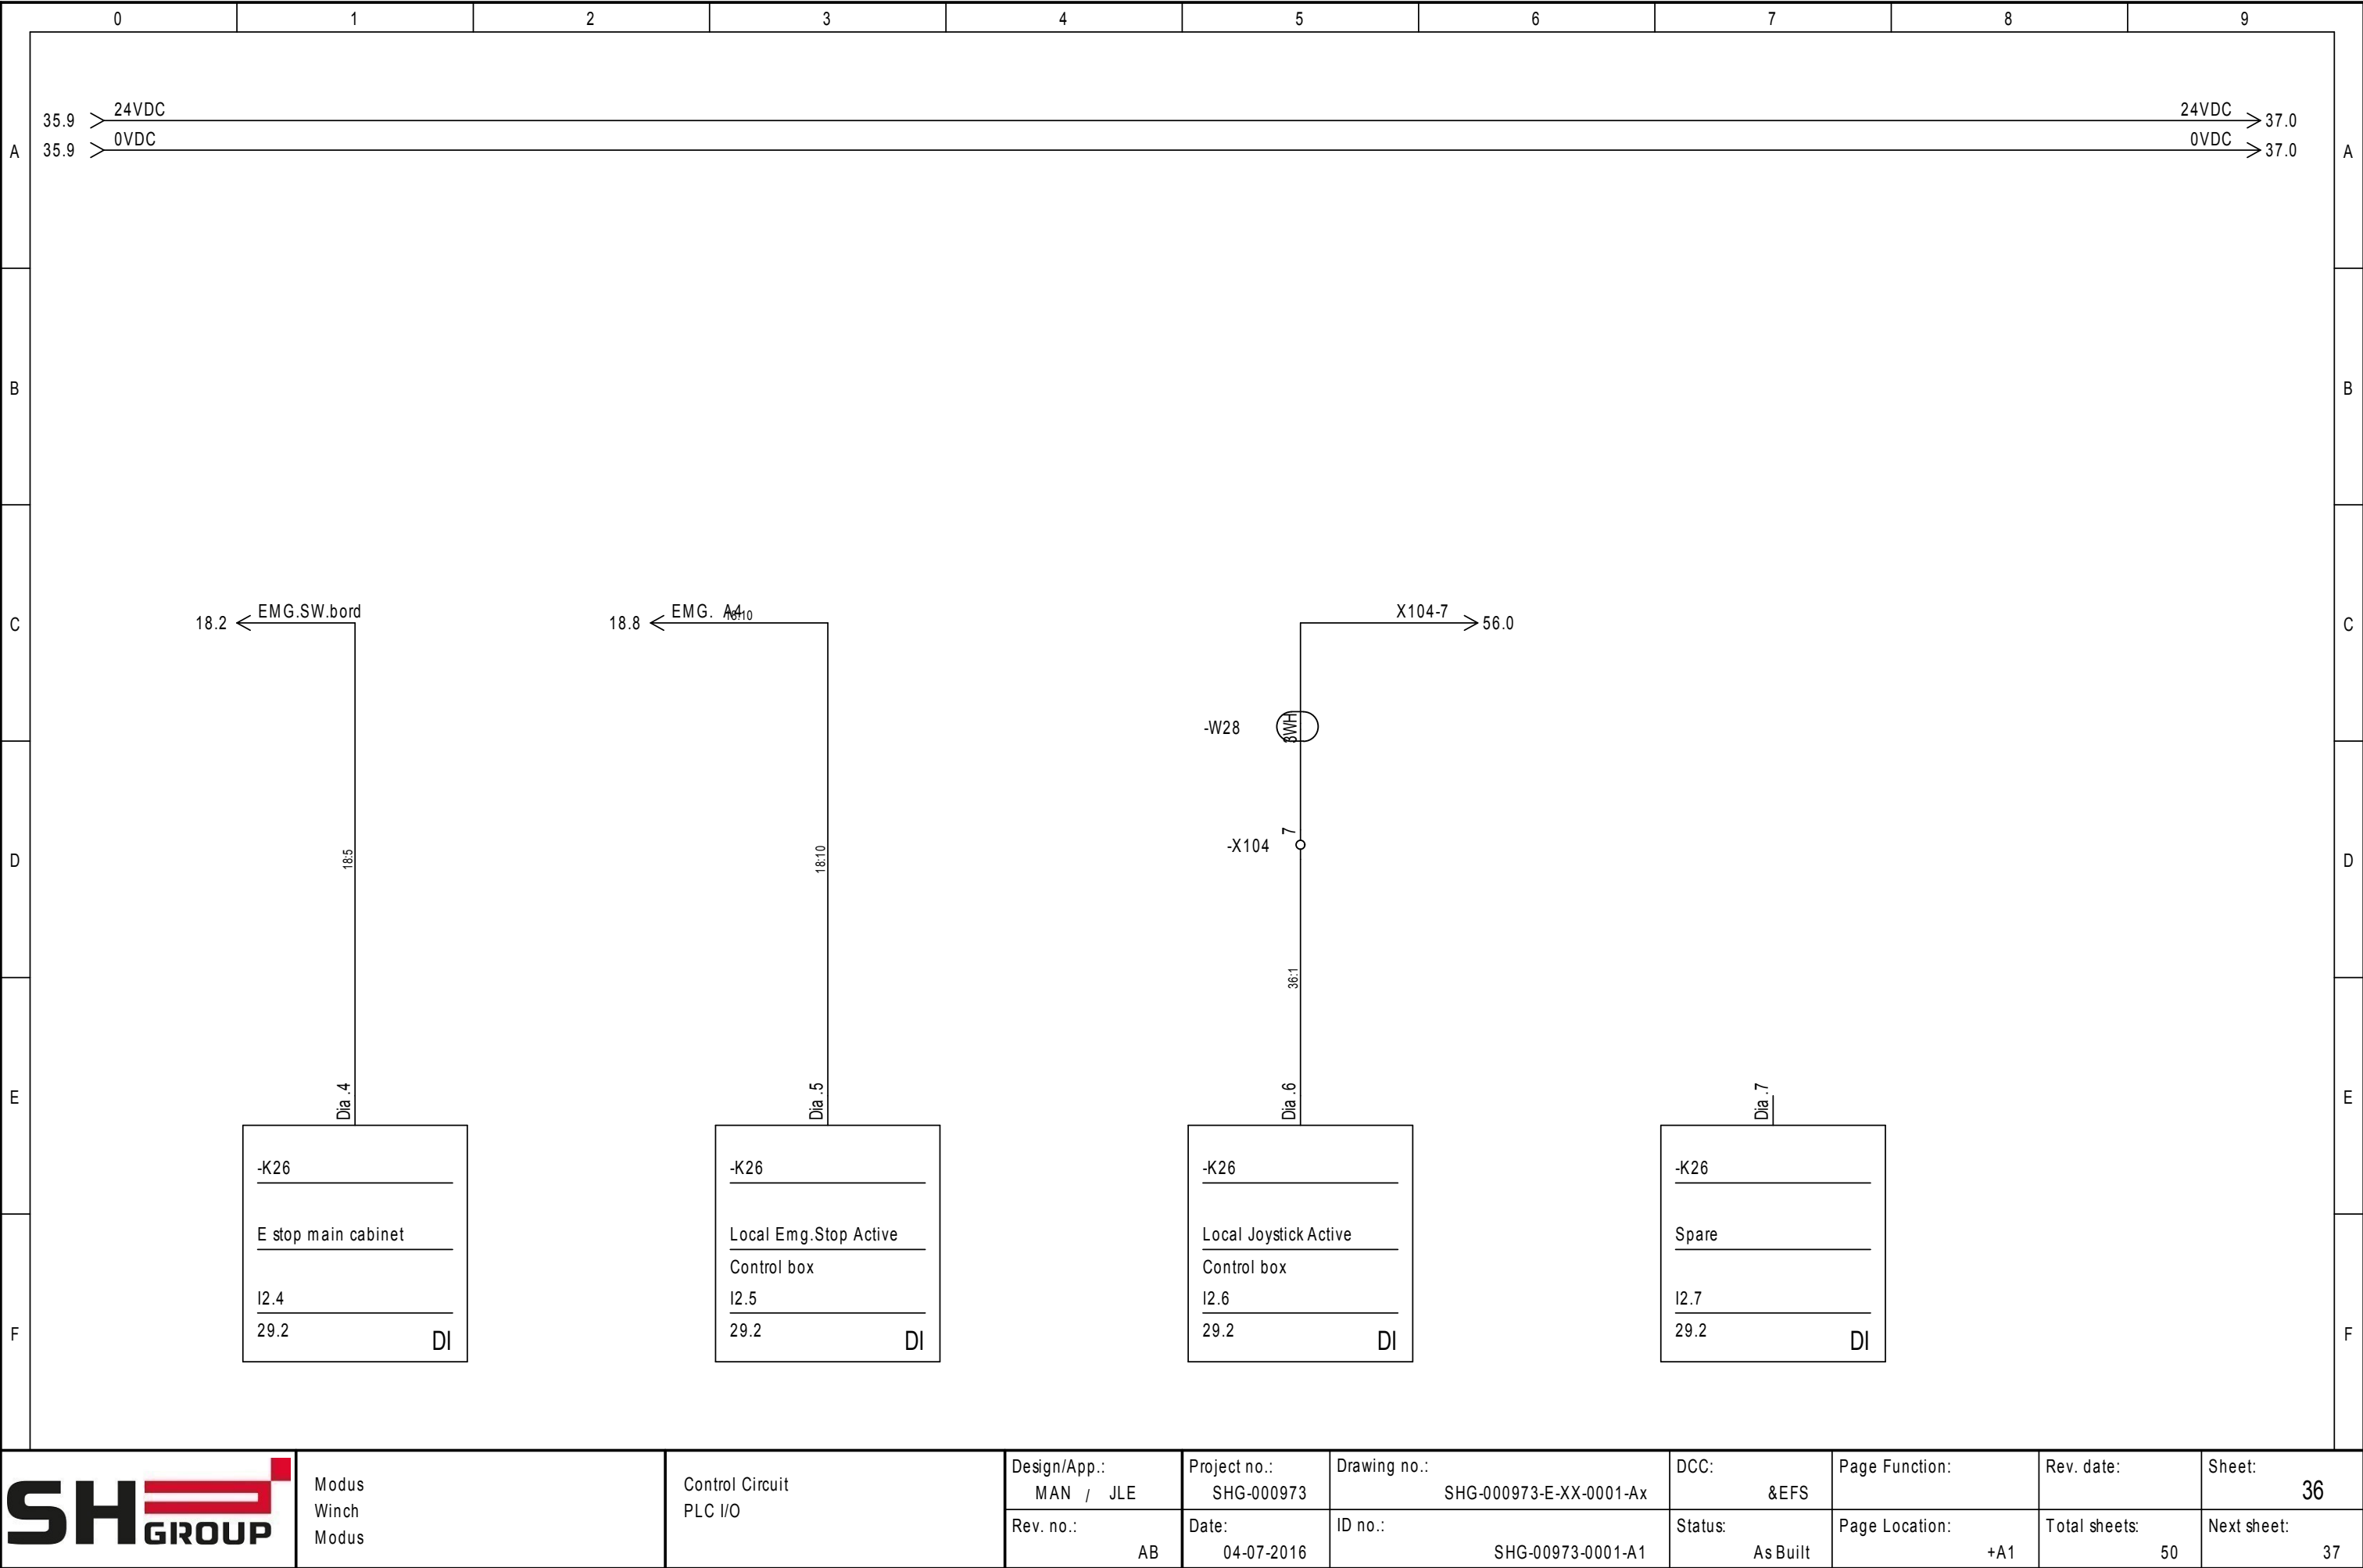 0 1 2 3 4 5 6 7 8 9
24VDC 24VDC
35.9 37.0
0VDC 0VDC
A 35.9 37.0 A
B B
EMG.SW.bord EMG. A4 18:10 X104-7
C 18.2 18.8 56.0 C
-W28 3WH
7
-X104
D 18:5 18:10 D
36:1
E Dia .4 Dia .5 Dia .6 Dia .7 E
-K26 -K26 -K26 -K26
E stop main cabinet Local Emg.Stop Active Local Joystick Active Spare
Control box Control box
I2.4 I2.5 I2.6 I2.7
F 29.2 DI 29.2 DI 29.2 DI 29.2 DI F
SH GROUP
Modus
Winch
Modus
Control Circuit
PLC I/O
Design/App.:
MAN / JLE
Rev. no.:
AB
Project no.:
SHG-000973
Date:
04-07-2016
Drawing no.:
SHG-000973-E-XX-0001-Ax
ID no.:
SHG-00973-0001-A1
DCC:
&EFS
Status:
As Built
Page Function:
Page Location:
+A1
Rev. date:
Total sheets:
50
Sheet:
36
Next sheet:
37